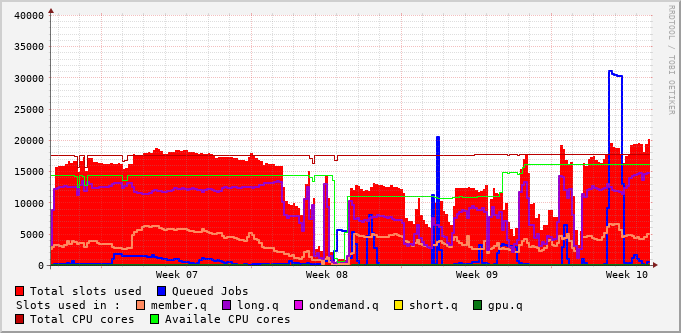 40000
35000
30000
25000
20000
15000
10000
5000
0
Week 07 Week 08 Week 09 Week 10
Total slots used Queued Jobs
Slots used in : member.q long.q ondemand.q short.q gpu.q
Total CPU cores Availale CPU cores
RRDTOOL / TOBI OETIKER